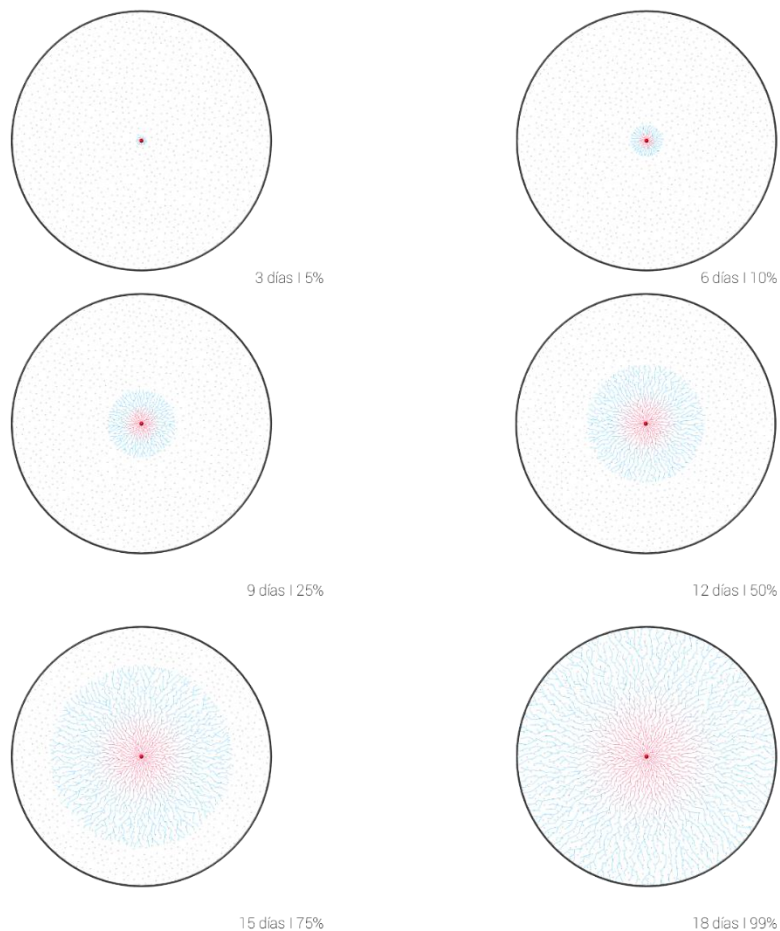 3 días | 5%
6 días | 10%
9 días | 25%
12 días | 50%
15 días | 75%
18 días | 99%